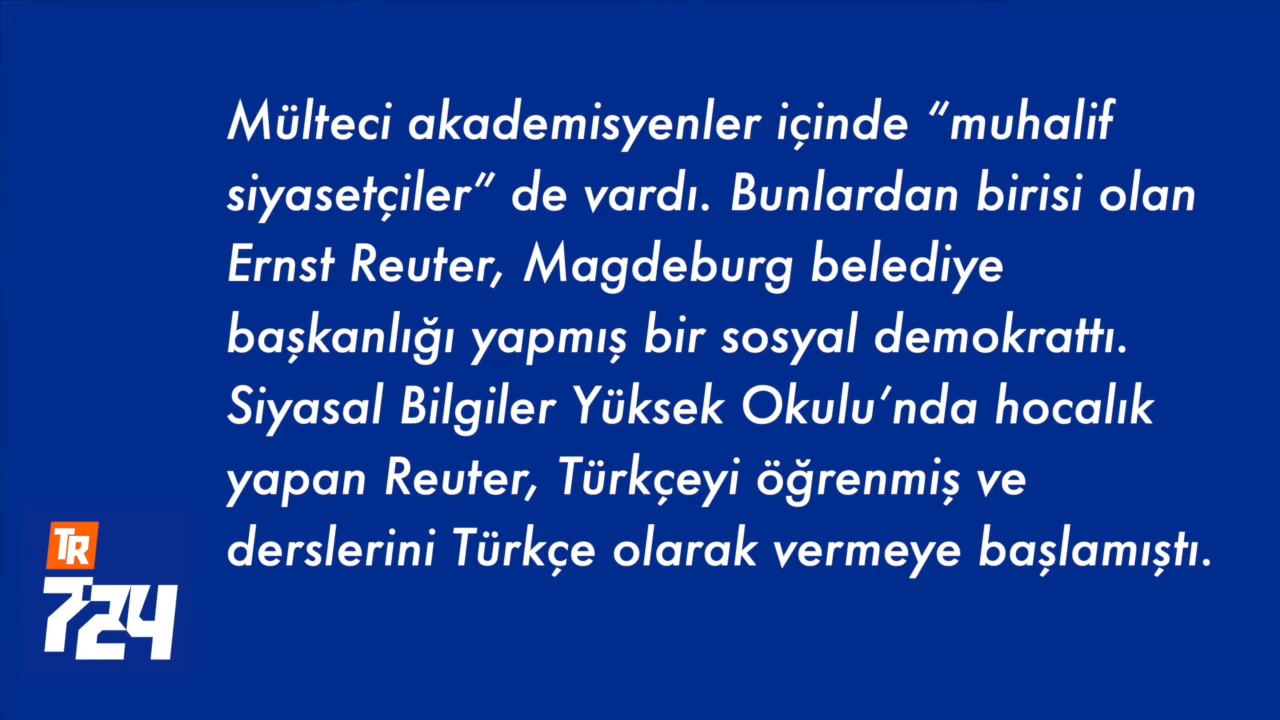 Mülteci akademisyenler içinde “muhalif
siyasetçiler” de vardı. Bunlardan birisi olan
Ernst Reuter, Magdeburg belediye
başkanlığı yapmış bir sosyal demokrattı.
Siyasal Bilgiler Yüksek Okulu’nda hocalık
yapan Reuter, Türkçeyi öğrenmiş ve
derslerini Türkçe olarak vermeye başlamıştı.
TR
724